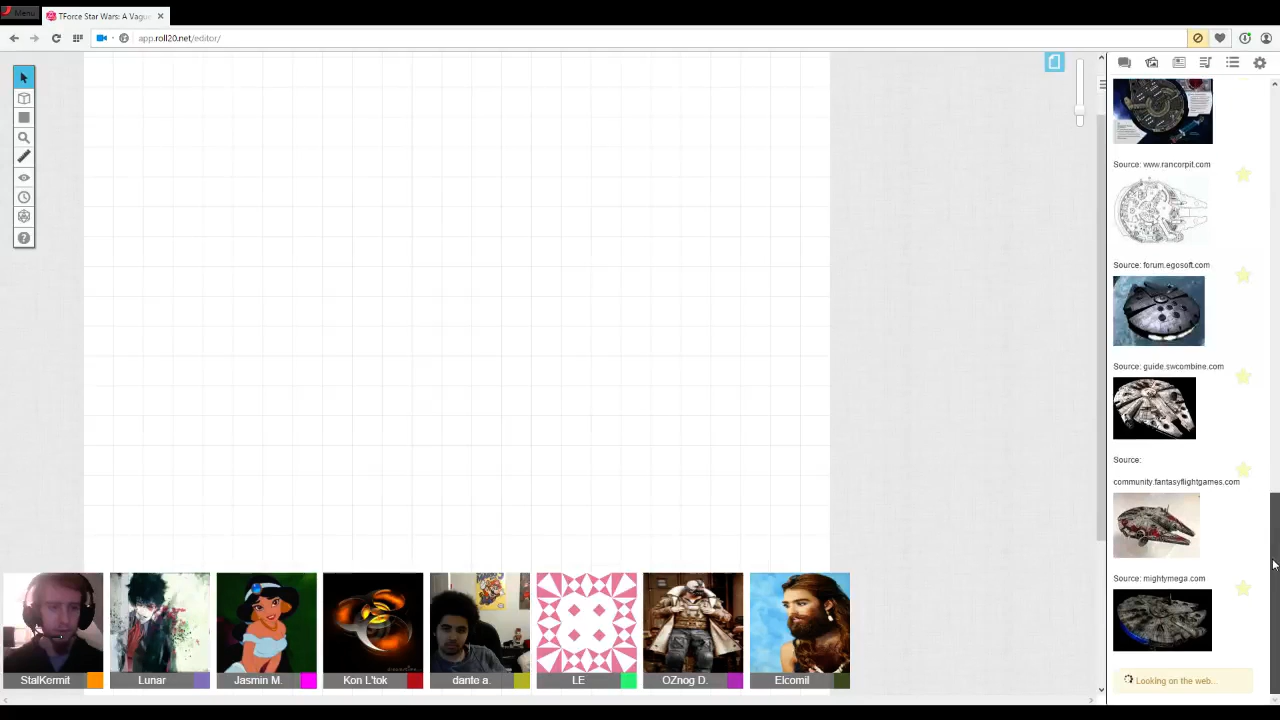 Menu
TForce Star Wars: A Vague
app.roll20.net/editor/
Source: www.rancorpit.com
Source: forum.egosoft.com
Source: guide.swcombine.com
Source:
community.fantasyflightgames.com
Source: mightymega.com
Looking on the web...
StalKermit
Lunar
Jasmin M.
Kon L'tok
dante a.
LE
OZnog D.
Elcomil